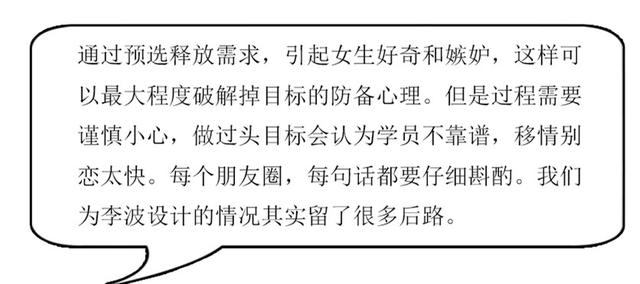 通过预选释放需求，引起女生好奇和嫉妒，这样可
以最大程度破解掉目标的防备心理。但是过程需要
谨慎小心，做过头目标会认为学员不靠谱，移情别
恋太快。每个朋友圈，每句话都要仔细斟酌。我们
为李波设计的情况其实留了很多后路。